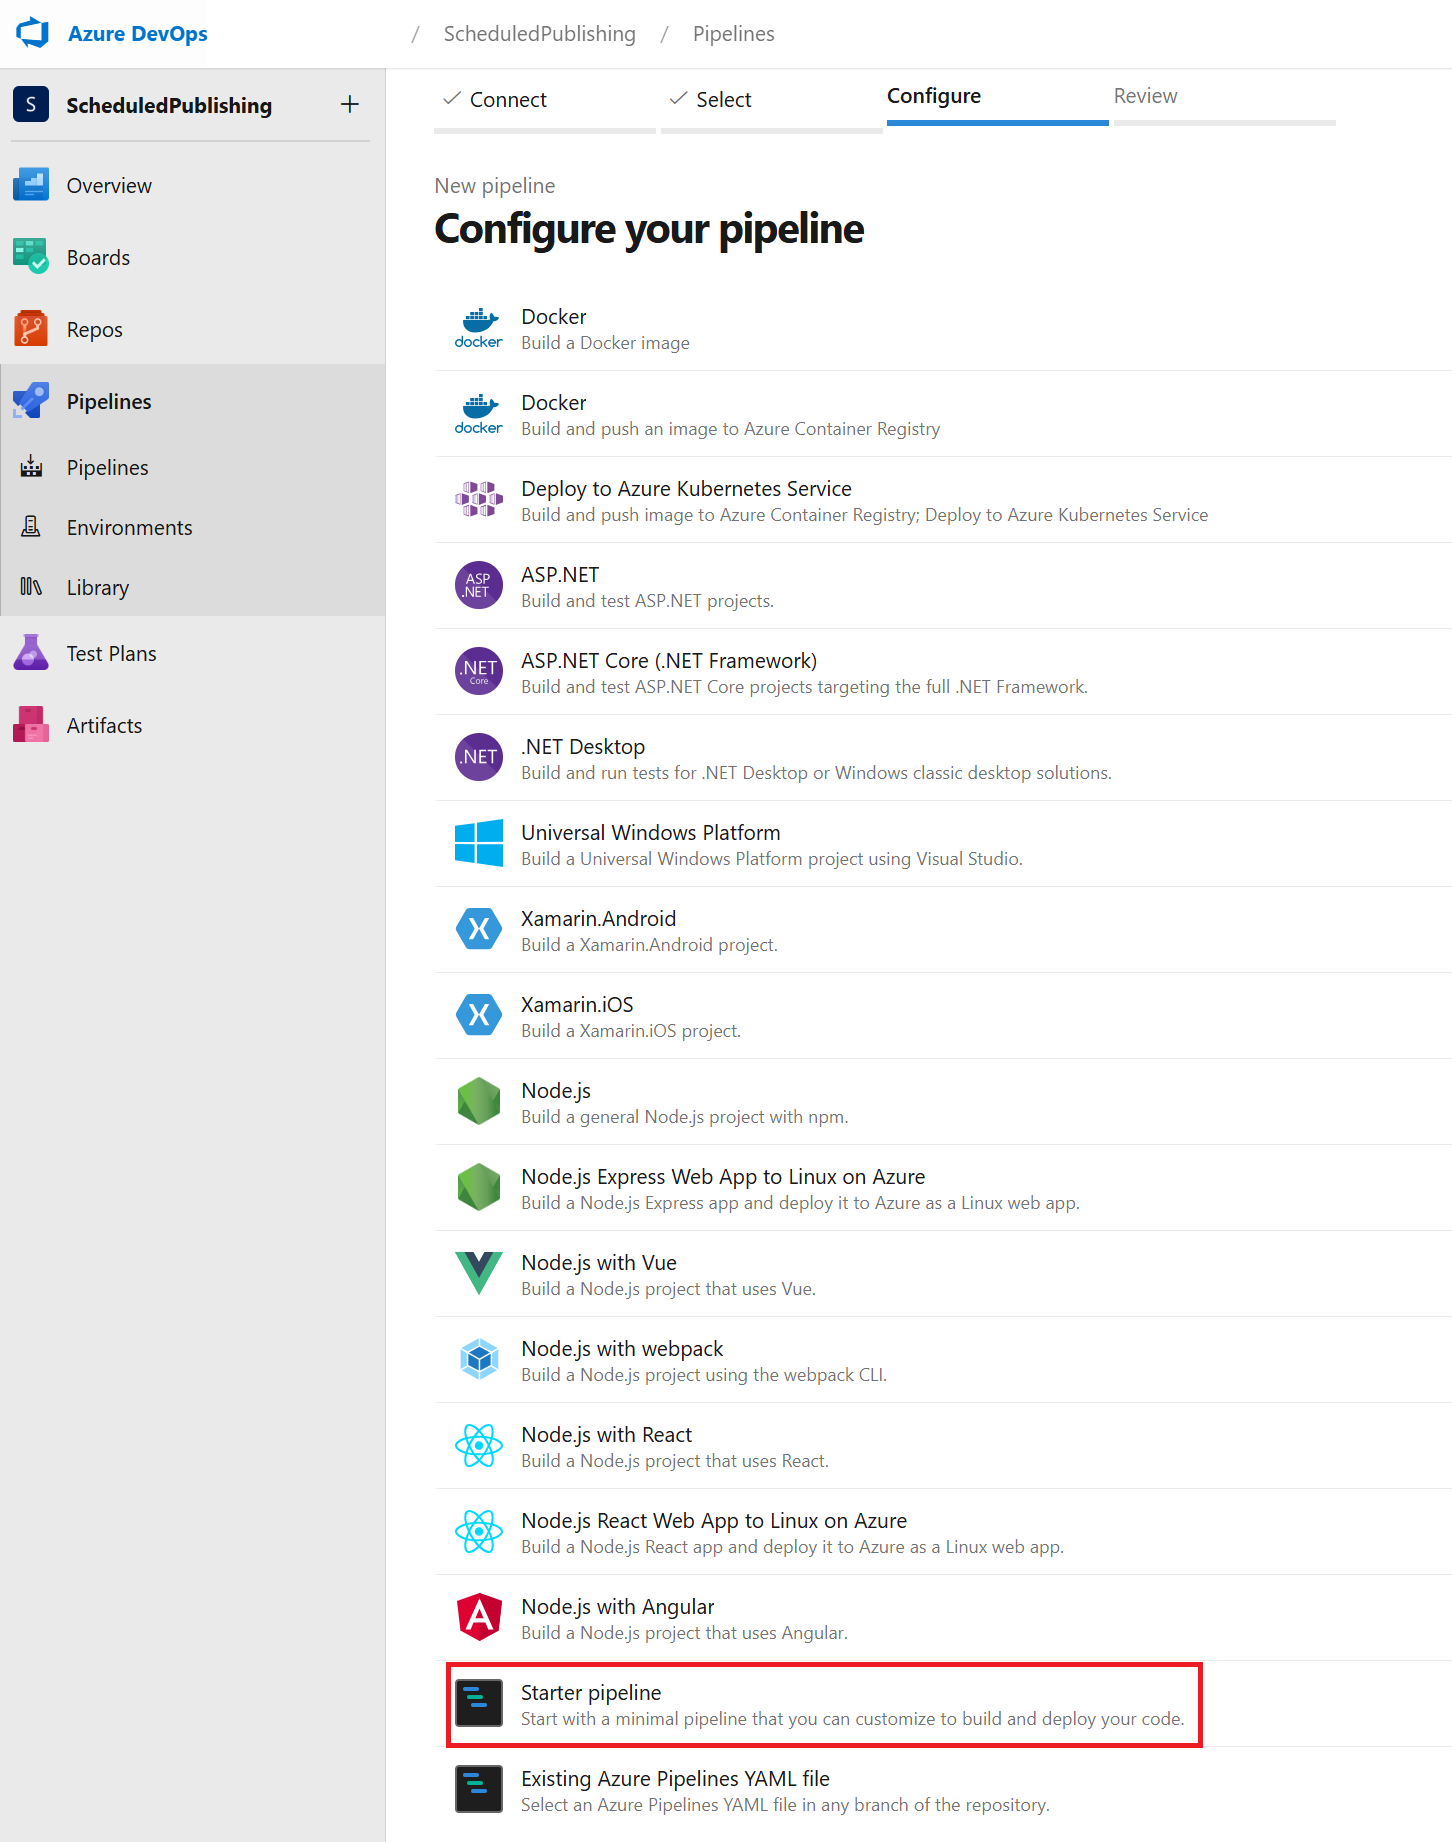 Azure DevOps / ScheduledPublishing / Pipelines
S ScheduledPublishing +
Overview
Boards
Repos
Pipelines
Pipelines
Environments
Library
Test Plans
Artifacts
Connect
Select
Configure
Review
New pipeline
Configure your pipeline
docker
Docker
Build a Docker image
docker
Docker
Build and push an image to Azure Container Registry
Deploy to Azure Kubernetes Service
Build and push image to Azure Container Registry; Deploy to Azure Kubernetes Service
ASP
.NET
ASP.NET
Build and test ASP.NET projects.
.NET
Core
ASP.NET Core (.NET Framework)
Build and test ASP.NET Core projects targeting the full .NET Framework.
.NET
.NET Desktop
Build and run tests for .NET Desktop or Windows classic desktop solutions.
Universal Windows Platform
Build a Universal Windows Platform project using Visual Studio.
Xamarin.Android
Build a Xamarin.Android project.
Xamarin.iOS
Build a Xamarin.iOS project.
Node.js
Build a general Node.js project with npm.
Node.js Express Web App to Linux on Azure
Build a Node.js Express app and deploy it to Azure as a Linux web app.
Node.js with Vue
Build a Node.js project that uses Vue.
Node.js with webpack
Build a Node.js project using the webpack CLI.
Node.js with React
Build a Node.js project that uses React.
Node.js React Web App to Linux on Azure
Build a Node.js React app and deploy it to Azure as a Linux web app.
Node.js with Angular
Build a Node.js project that uses Angular.
Starter pipeline
Start with a minimal pipeline that you can customize to build and deploy your code.
Existing Azure Pipelines YAML file
Select an Azure Pipelines YAML file in any branch of the repository.